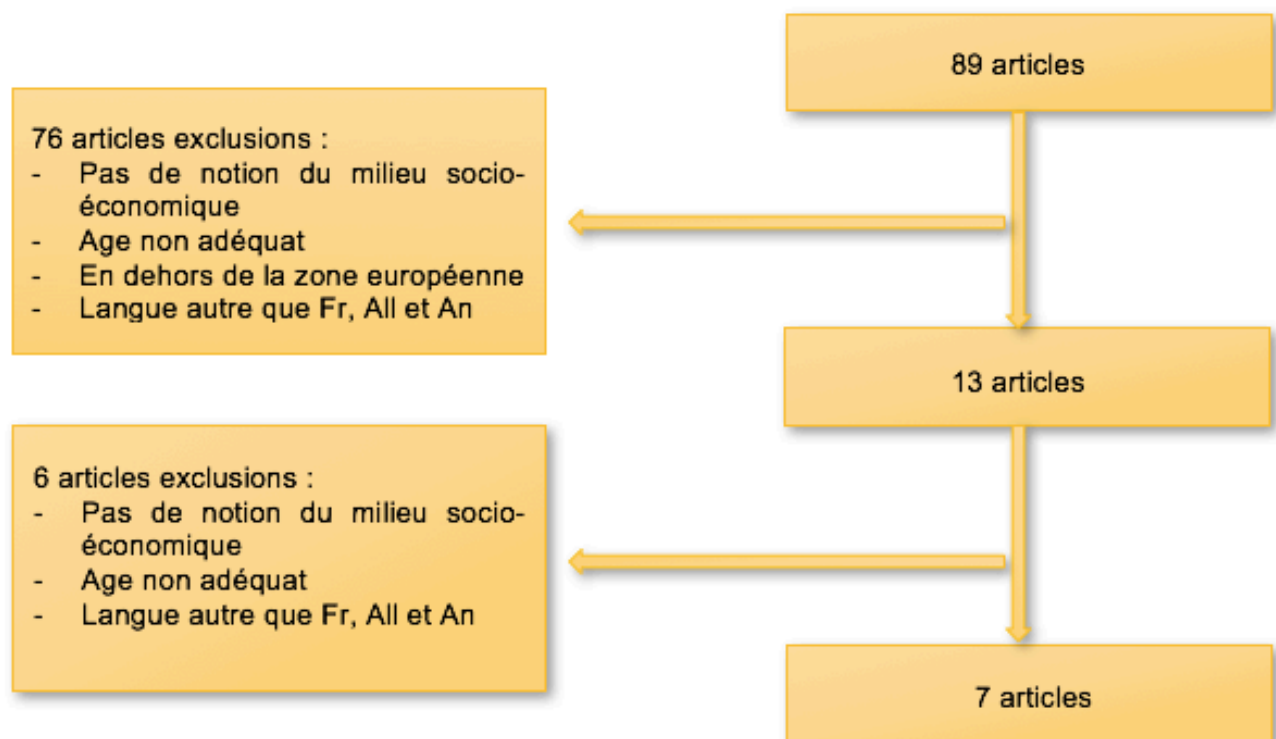 89 articles
76 articles exclusions :
- Pas de notion du milieu socio-
économique
- Age non adéquat
- En dehors de la zone européenne
- Langue autre que Fr, All et An
13 articles
6 articles exclusions :
- Pas de notion du milieu socio-
économique
- Age non adéquat
- Langue autre que Fr, All et An
7 articles